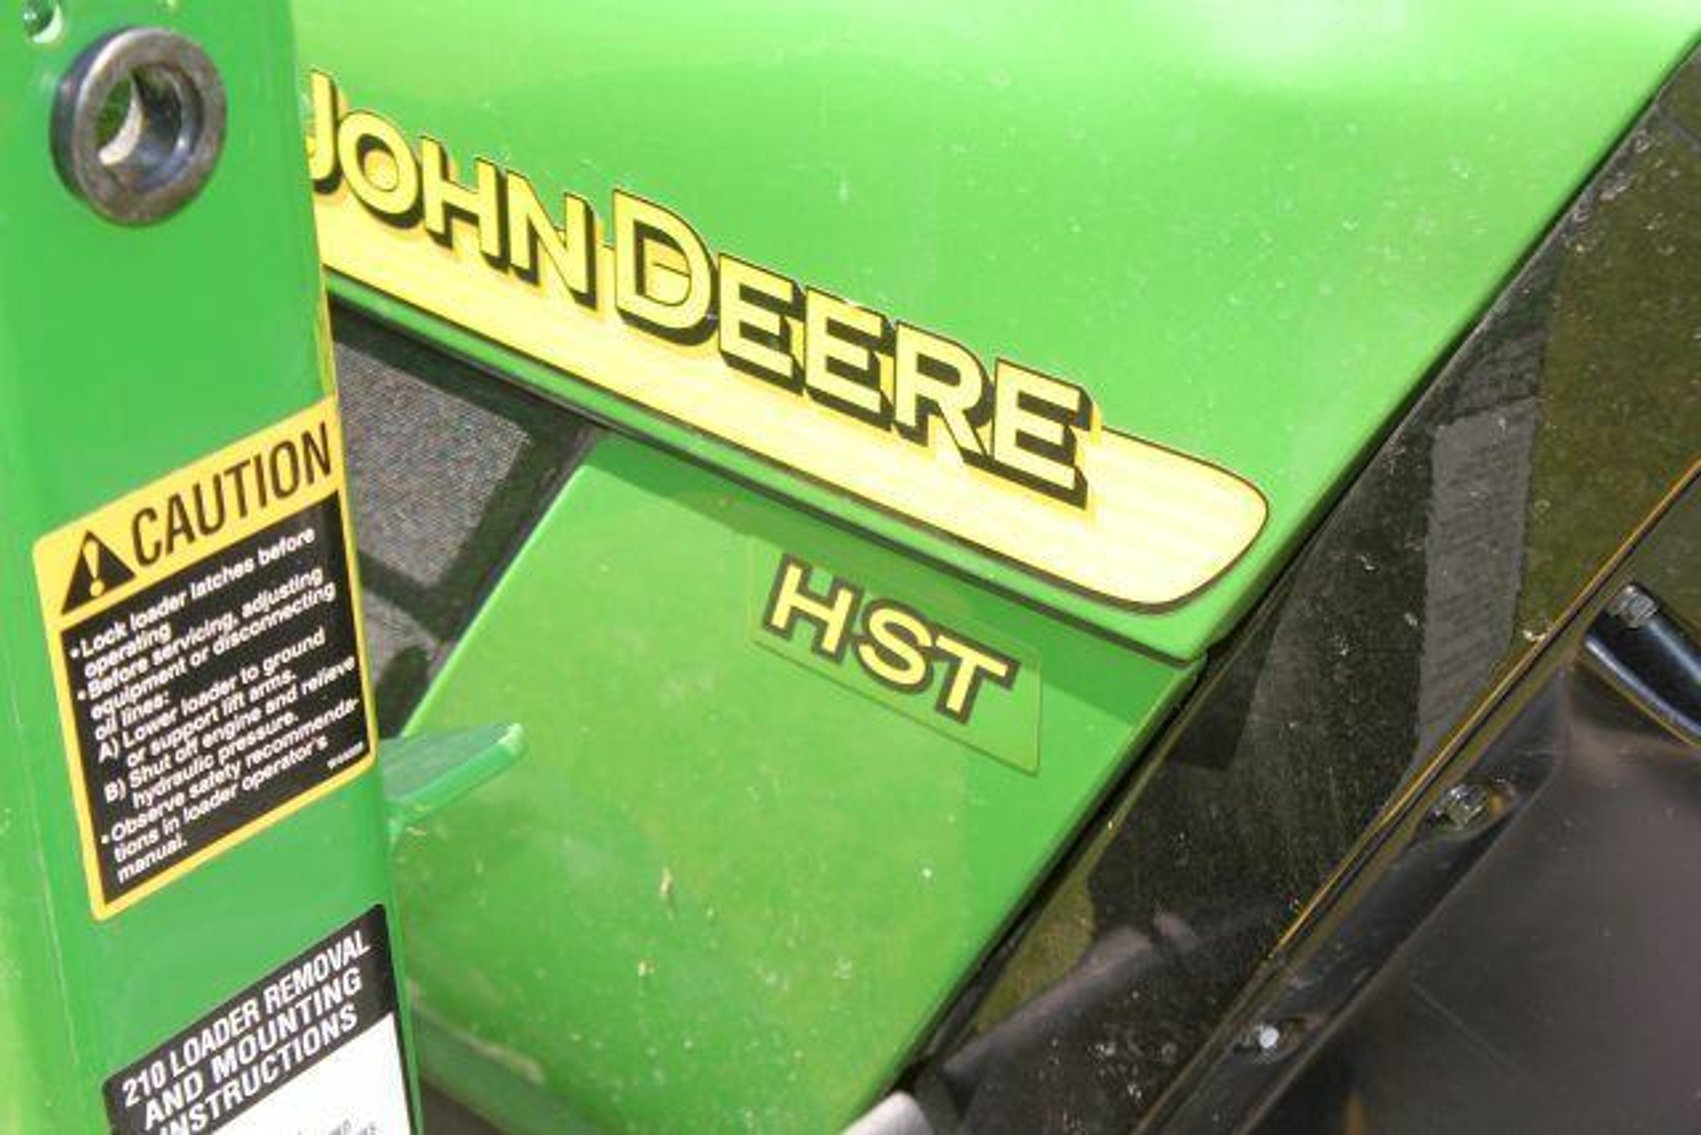 JOHN DEERE
HST
CAUTION
• Lock loader latches before
operating
• Before servicing, adjusting
equipment or disconnecting
oil lines:
A) Lower loader to ground
or support lift arms.
B) Shut off engine and relieve
hydraulic pressure.
• Observe safety recommenda-
tions in loader operator's
manual.
210 LOADER REMOVAL
AND MOUNTING
INSTRUCTIONS